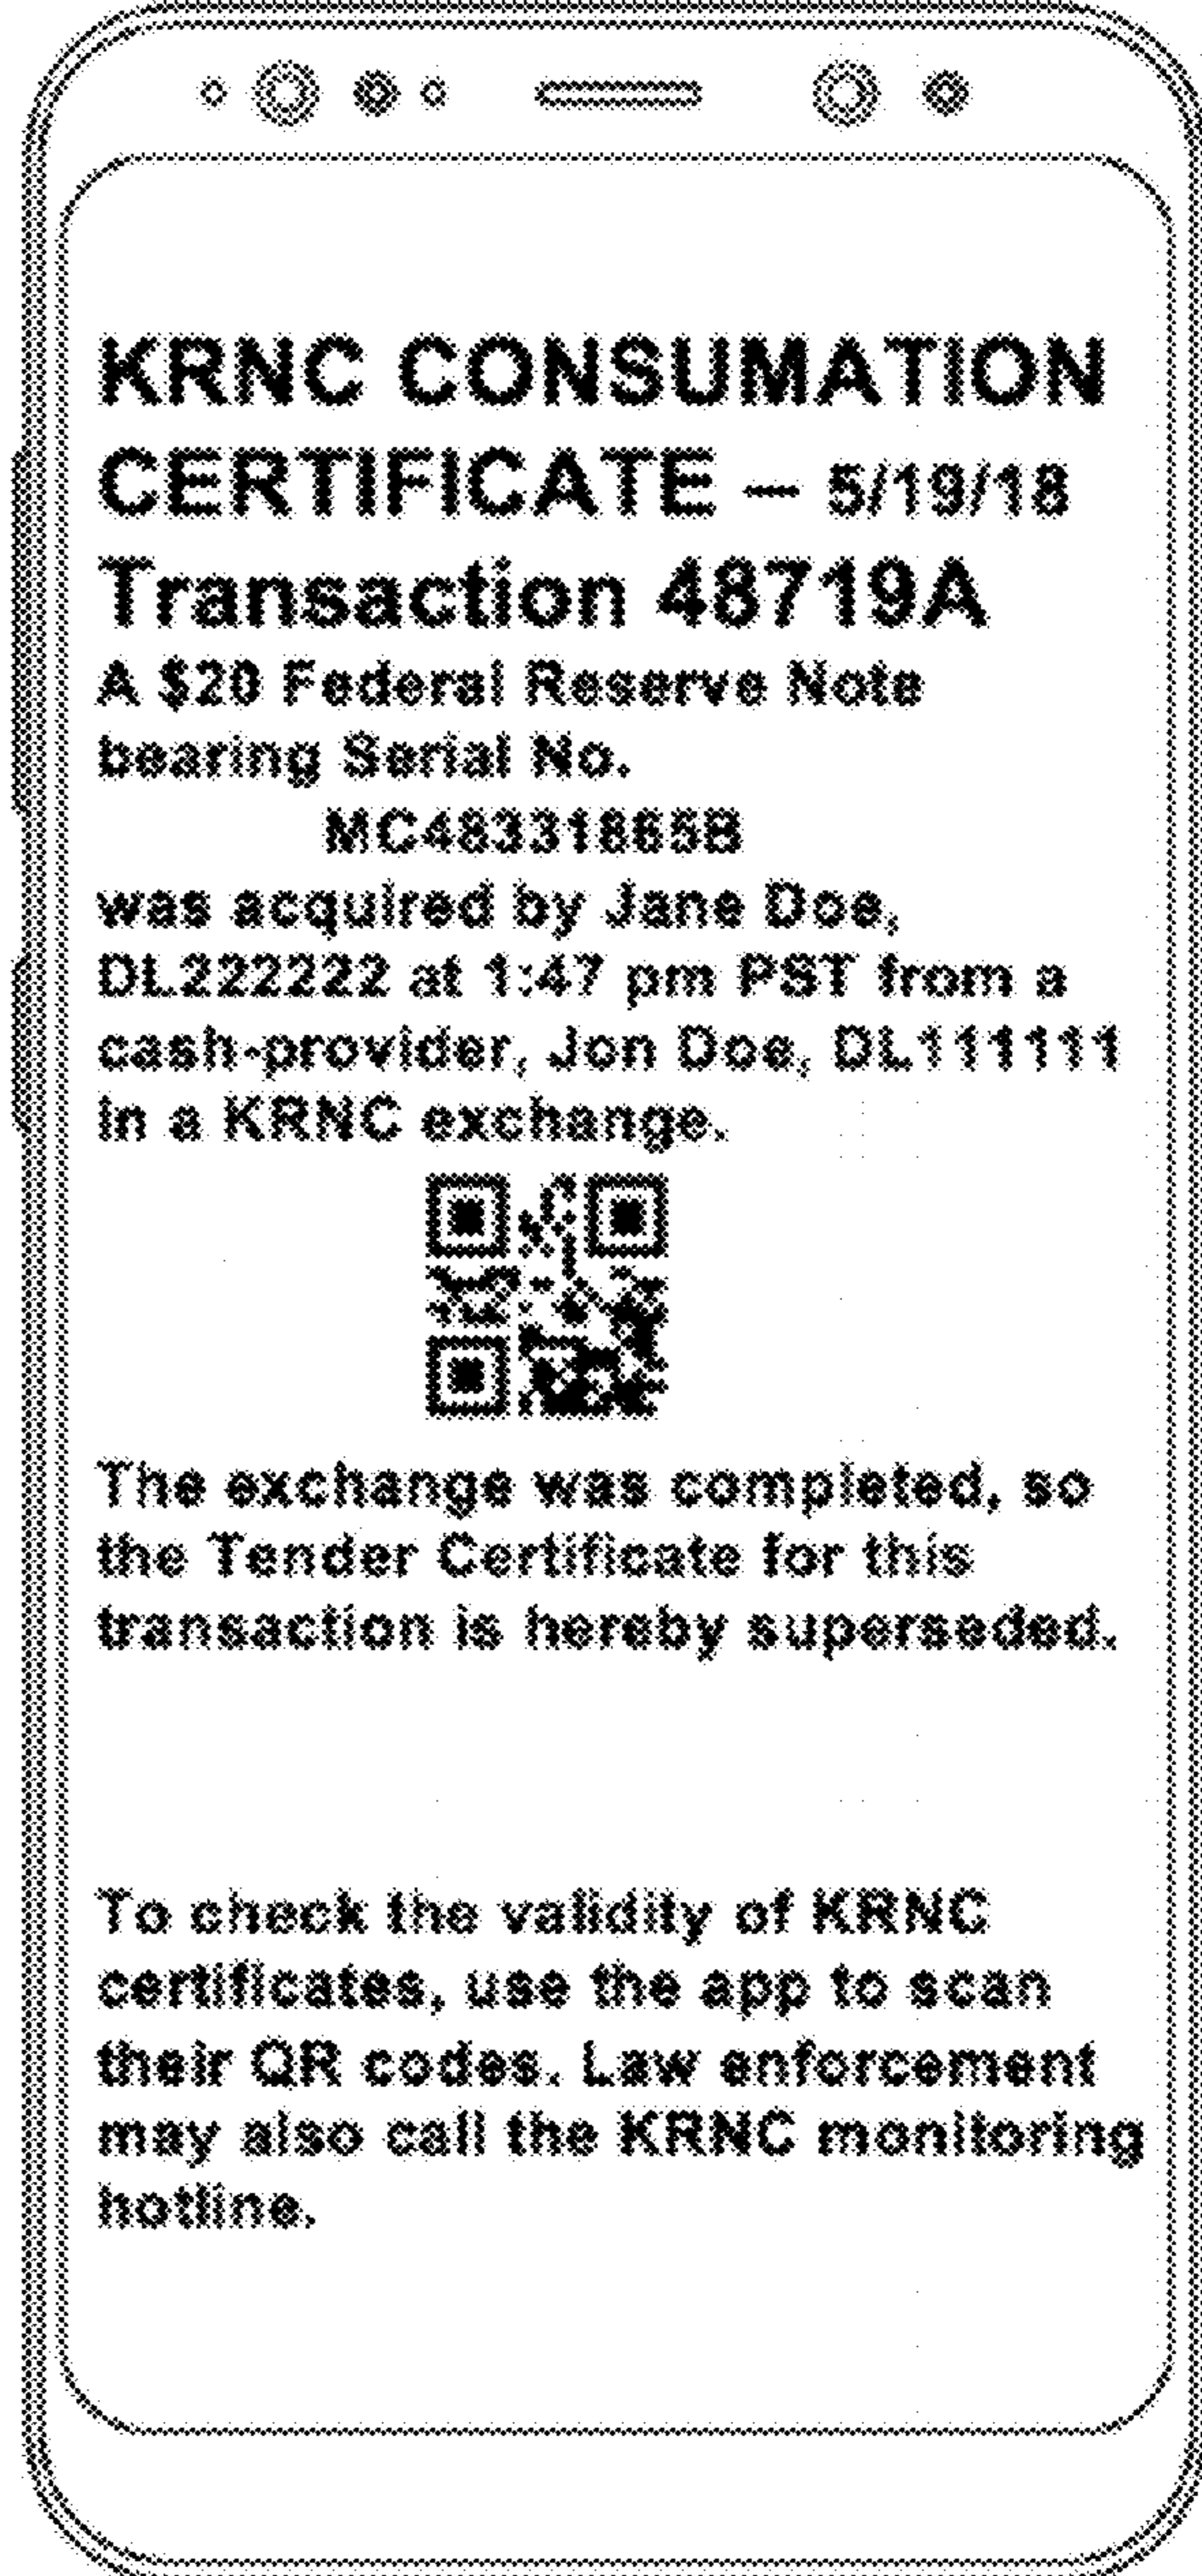 KRNC CONSUMATION
CERTIFICATE – 5/19/18
Transaction 48719A
A $20 Federal Reserve Note
bearing Serial No.
MC48331865B
was acquired by Jane Doe,
DL222222 at 1:47 pm PST from a
cash-provider, Jon Doe, DL111111
in a KRNC exchange.
The exchange was completed, so
the Tender Certificate for this
transaction is hereby superseded.
To check the validity of KRNC
certificates, use the app to scan
their QR codes. Law enforcement
may also call the KRNC monitoring
hotline.